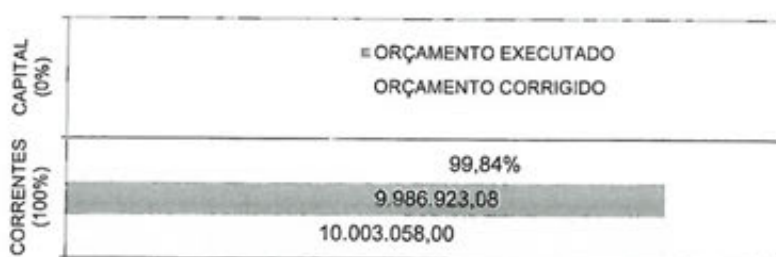 CAPITAL
(0%)
ORÇAMENTO EXECUTADO
ORÇAMENTO CORRIGIDO
CORRENTES
(100%)
99,84%
9.986.923,08
10.003.058,00